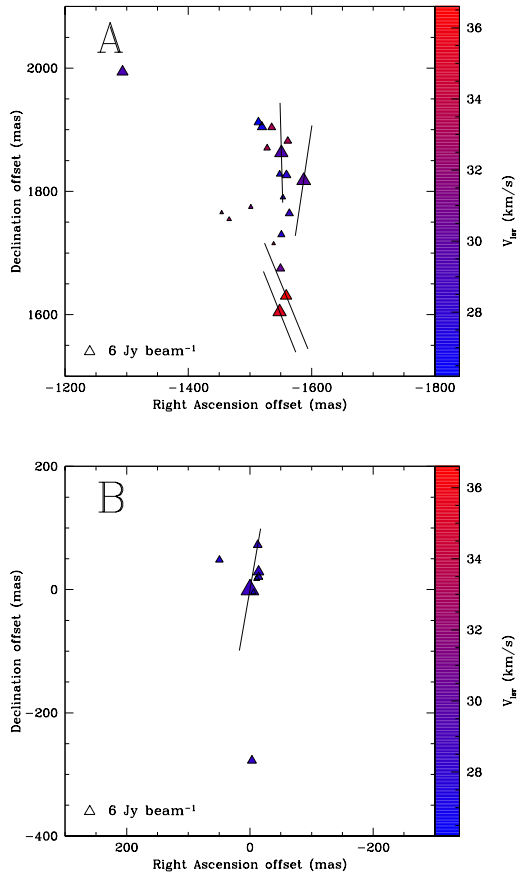 A
2000
1800
1600
Declination offset (mas)
△ 6 Jy beam⁻¹
−1200 −1400 −1600 −1800
Right Ascension offset (mas)
36
34
32
30
28
V_lsr (km/s)
B
200
0
−200
−400
Declination offset (mas)
△ 6 Jy beam⁻¹
200 0 −200
Right Ascension offset (mas)
36
34
32
30
28
V_lsr (km/s)